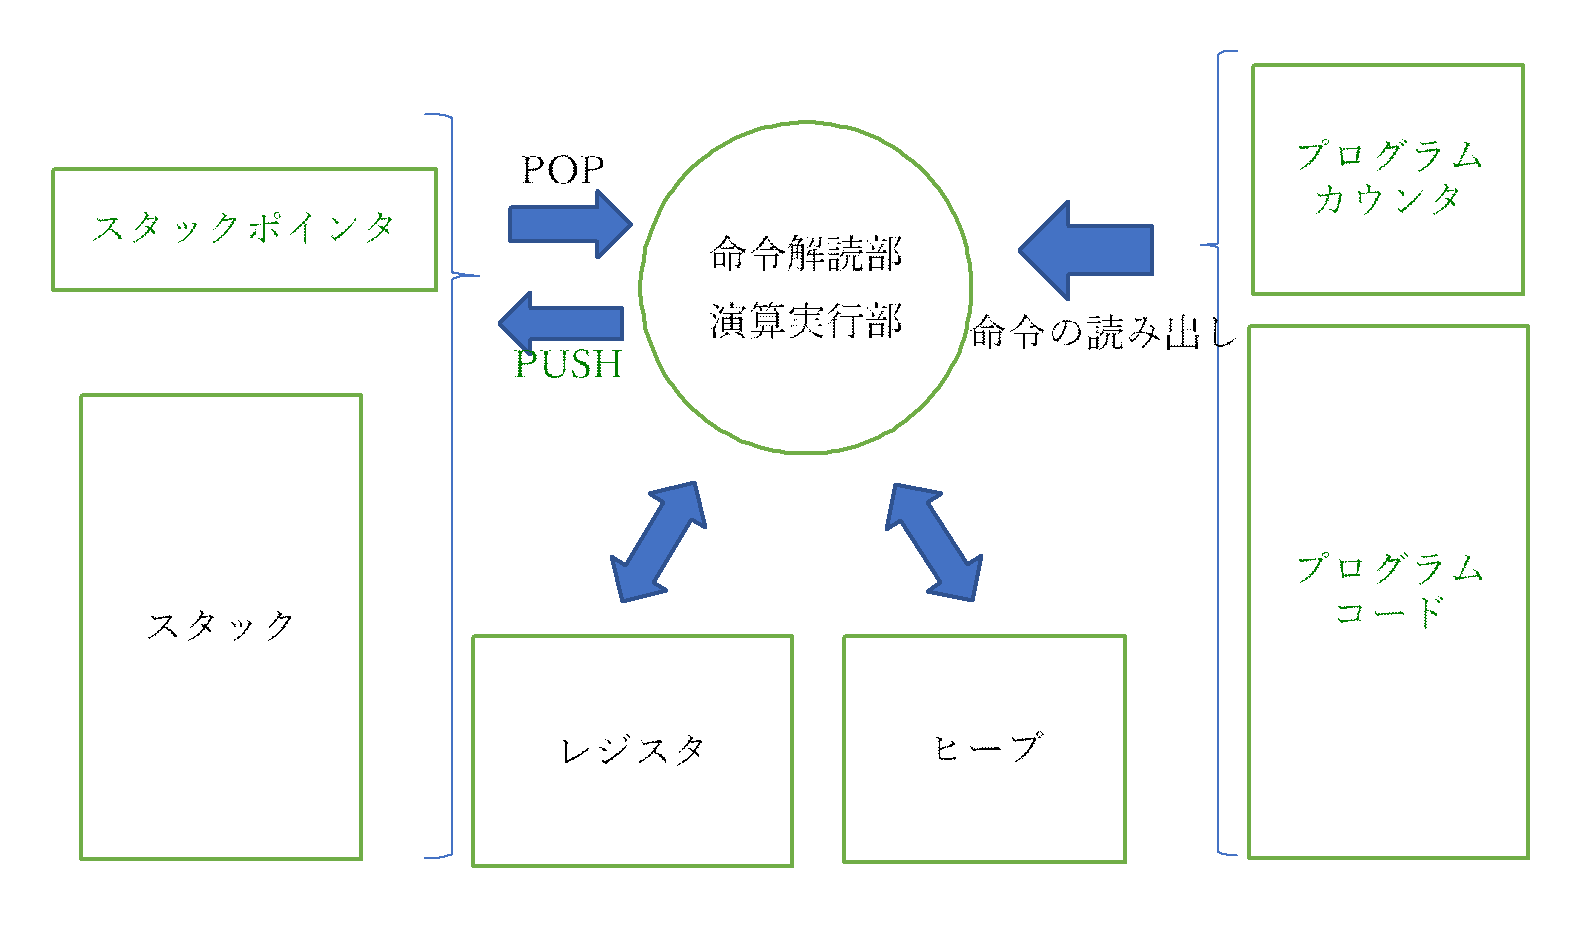 スタックポインタ
スタック
POP
PUSH
命令解読部
演算実行部
命令の読み出し
プログラム
カウンタ
プログラム
コード
レジスタ
ヒープ